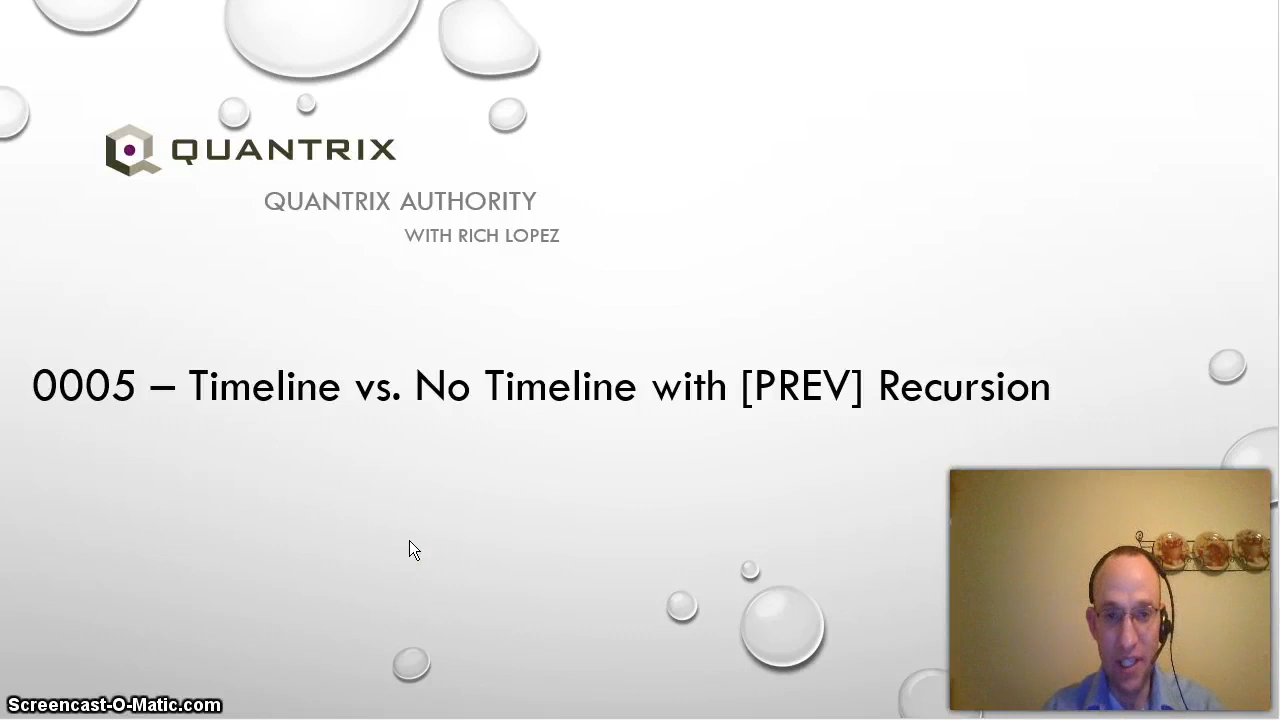 QUANTRIX
QUANTRIX AUTHORITY
WITH RICH LOPEZ
0005 – Timeline vs. No Timeline with [PREV] Recursion
Screencast-O-Matic.com